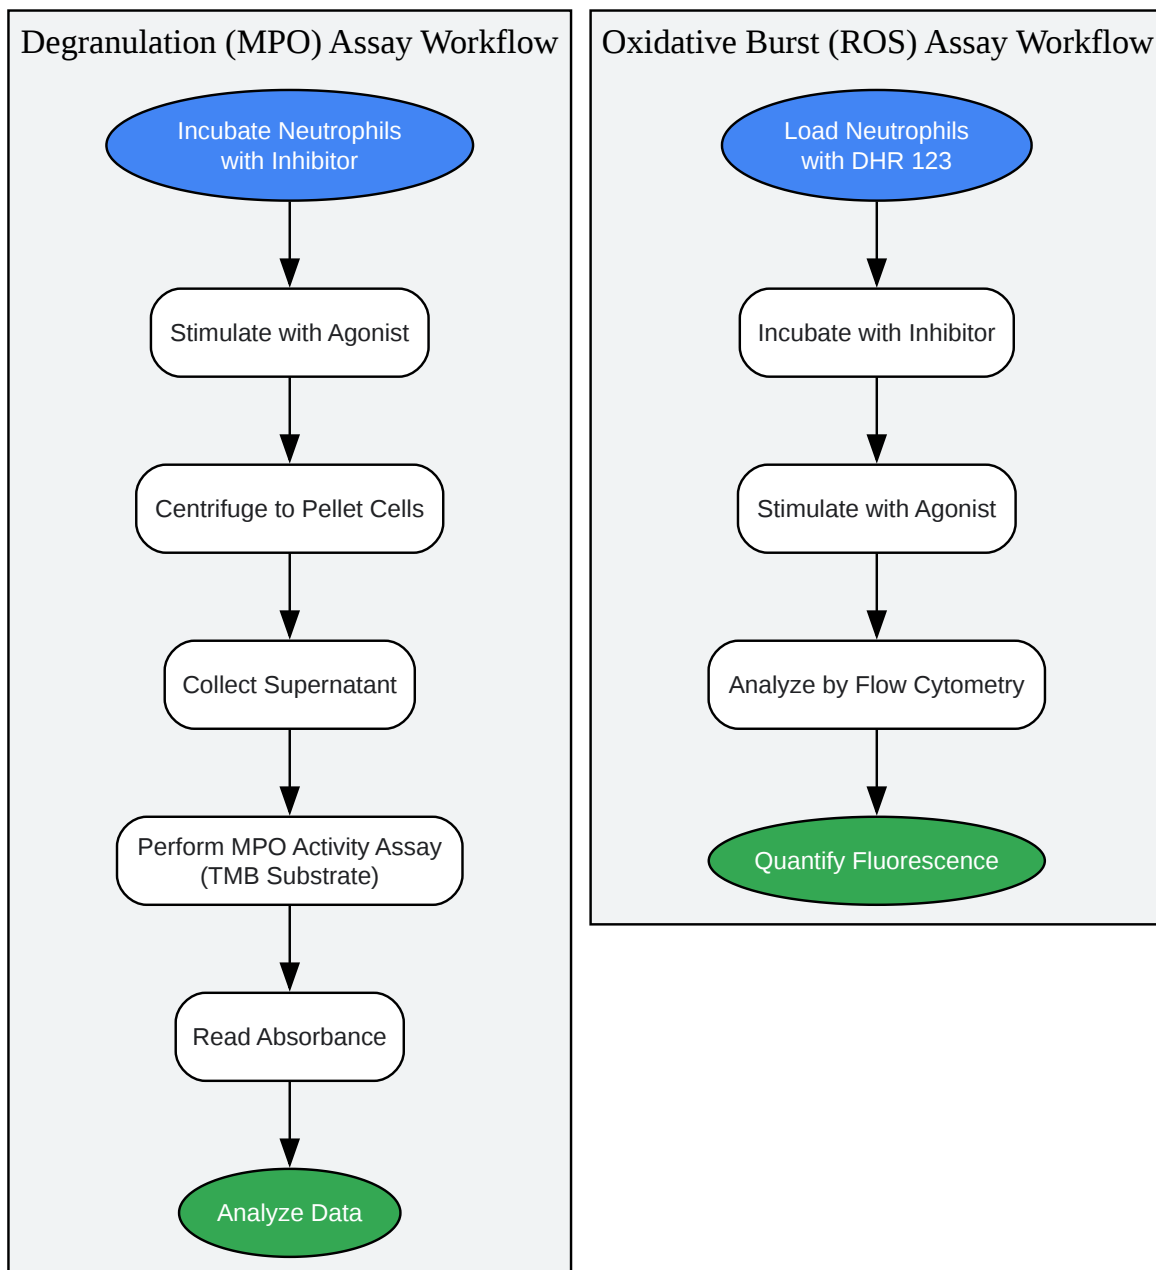 Degranulation (MPO) Assay Workflow
Incubate Neutrophils
with Inhibitor
Stimulate with Agonist
Centrifuge to Pellet Cells
Collect Supernatant
Perform MPO Activity Assay
(TMB Substrate)
Read Absorbance
Analyze Data
Oxidative Burst (ROS) Assay Workflow
Load Neutrophils
with DHR 123
Incubate with Inhibitor
Stimulate with Agonist
Analyze by Flow Cytometry
Quantify Fluorescence